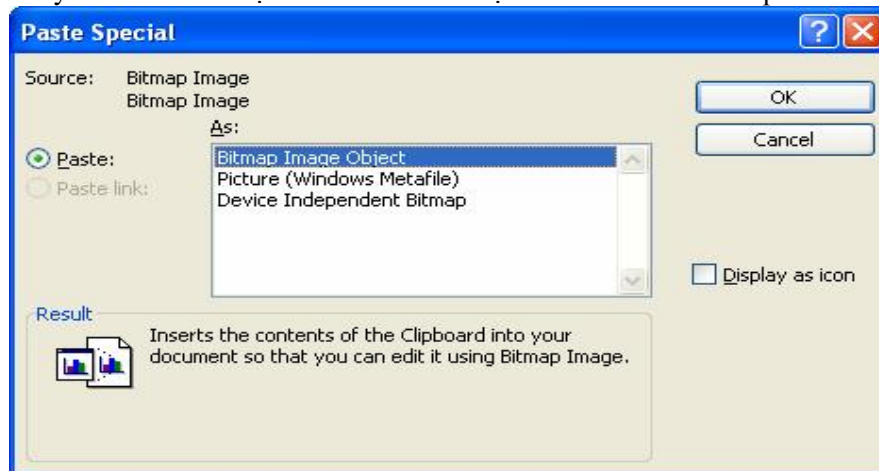 Paste Special
Source: Bitmap Image
Bitmap Image
As:
Paste:
Paste link:
Bitmap Image Object
Picture (Windows Metafile)
Device Independent Bitmap
OK
Cancel
Display as icon
Result
Inserts the contents of the Clipboard into your
document so that you can edit it using Bitmap Image.